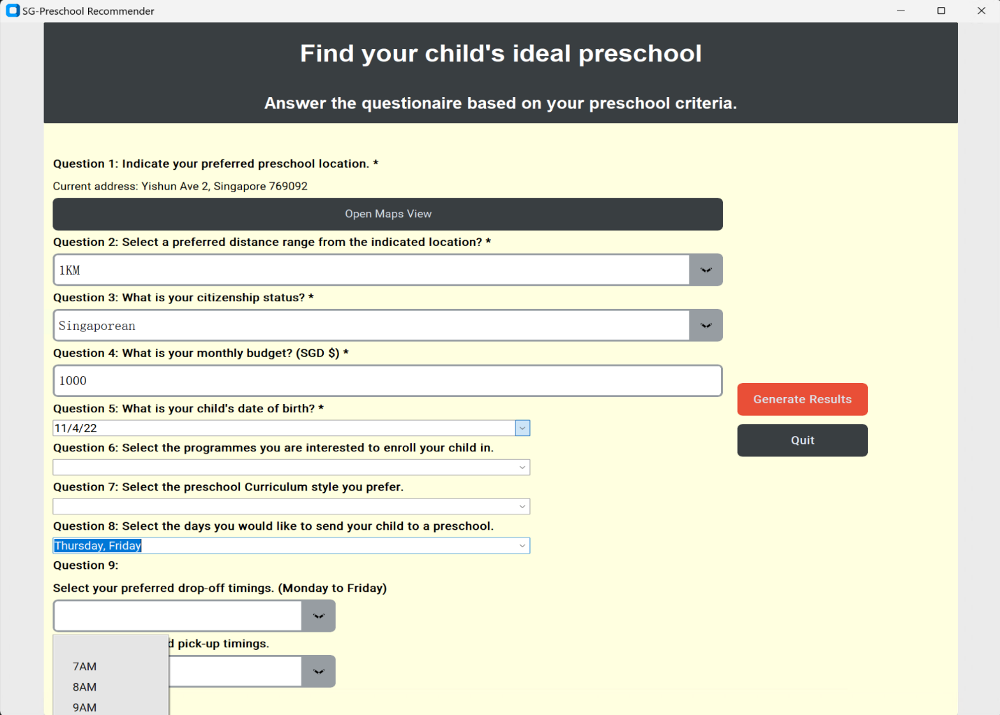 SG-Preschool Recommender
Find your child's ideal preschool
Answer the questionaire based on your preschool criteria.
Question 1: Indicate your preferred preschool location. *
Current address: Yishun Ave 2, Singapore 769092
Open Maps View
Question 2: Select a preferred distance range from the indicated location? *
1KM
Question 3: What is your citizenship status? *
Singaporean
Question 4: What is your monthly budget? (SGD $) *
1000
Generate Results
Question 5: What is your child's date of birth? *
11/4/22
Quit
Question 6: Select the programmes you are interested to enroll your child in.
Question 7: Select the preschool Curriculum style you prefer.
Question 8: Select the days you would like to send your child to a preschool.
Thursday, Friday
Question 9:
Select your preferred drop-off timings. (Monday to Friday)
pick-up timings.
7AM
8AM
9AM